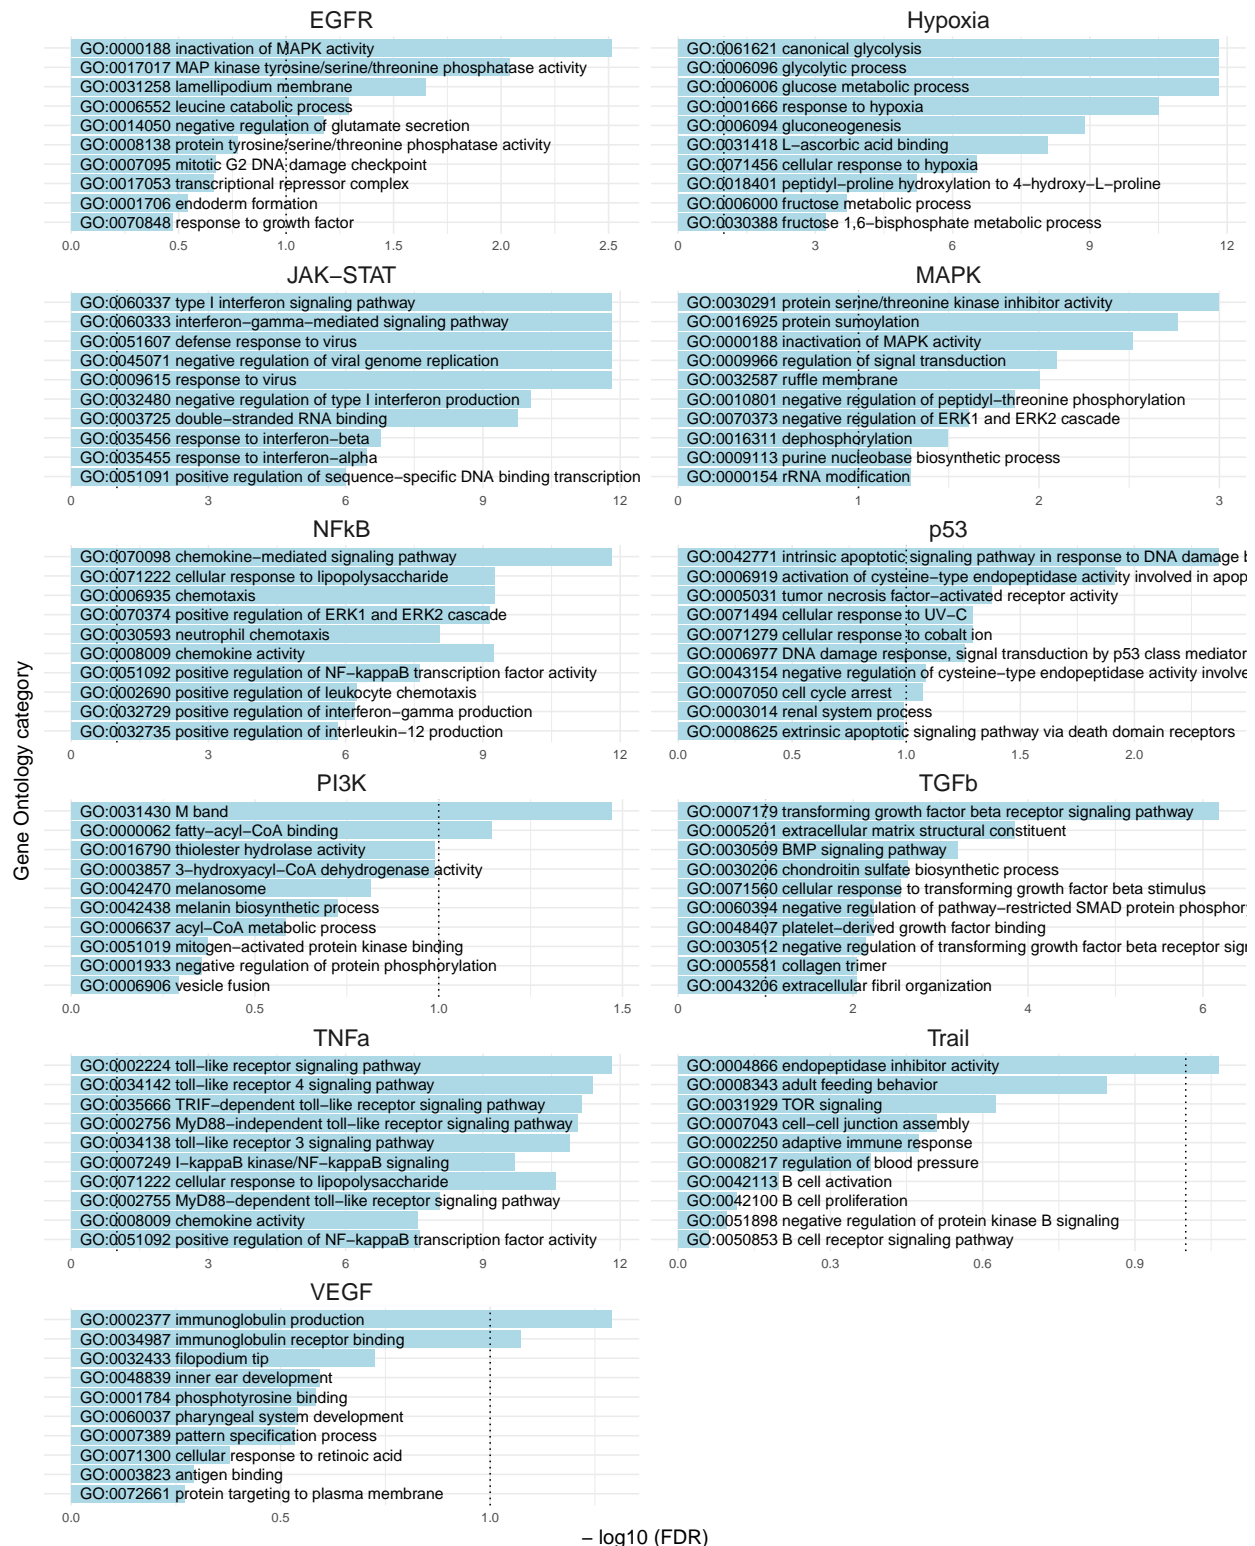 EGFR
GO:0000188 inactivation of MAPK activity
GO:0017017 MAP kinase tyrosine/serine/threonine phosphatase activity
GO:0031258 lamellipodium membrane
GO:0006552 leucine catabolic process
GO:0014050 negative regulation of glutamate secretion
GO:0008138 protein tyrosine/serine/threonine phosphatase activity
GO:0007095 mitotic G2 DNA damage checkpoint
GO:0017053 transcriptional repressor complex
GO:0001706 endoderm formation
GO:0070848 response to growth factor
0.0 0.5 1.0 1.5 2.0 2.5
Hypoxia
GO:0061621 canonical glycolysis
GO:0006096 glycolytic process
GO:0006006 glucose metabolic process
GO:0001666 response to hypoxia
GO:0006094 gluconeogenesis
GO:0031418 L−ascorbic acid binding
GO:0071456 cellular response to hypoxia
GO:0018401 peptidyl−proline hydroxylation to 4−hydroxy−L−proline
GO:0006000 fructose metabolic process
GO:0030388 fructose 1,6−bisphosphate metabolic process
0 3 6 9 12
JAK−STAT
GO:0060337 type I interferon signaling pathway
GO:0060333 interferon−gamma−mediated signaling pathway
GO:0051607 defense response to virus
GO:0045071 negative regulation of viral genome replication
GO:0009615 response to virus
GO:0032480 negative regulation of type I interferon production
GO:0003725 double−stranded RNA binding
GO:0035456 response to interferon−beta
GO:0035455 response to interferon−alpha
GO:0051091 positive regulation of sequence−specific DNA binding transcription
0 3 6 9 12
MAPK
GO:0030291 protein serine/threonine kinase inhibitor activity
GO:0016925 protein sumoylation
GO:0000188 inactivation of MAPK activity
GO:0009966 regulation of signal transduction
GO:0032587 ruffle membrane
GO:0010801 negative regulation of peptidyl−threonine phosphorylation
GO:0070373 negative regulation of ERK1 and ERK2 cascade
GO:0016311 dephosphorylation
GO:0009113 purine nucleobase biosynthetic process
GO:0000154 rRNA modification
0 1 2 3
NFkB
GO:0070098 chemokine−mediated signaling pathway
GO:0071222 cellular response to lipopolysaccharide
GO:0006935 chemotaxis
GO:0070374 positive regulation of ERK1 and ERK2 cascade
GO:0030593 neutrophil chemotaxis
GO:0008009 chemokine activity
GO:0051092 positive regulation of NF−kappaB transcription factor activity
GO:0002690 positive regulation of leukocyte chemotaxis
GO:0032729 positive regulation of interferon−gamma production
GO:0032735 positive regulation of interleukin−12 production
0 3 6 9 12
p53
GO:0042771 intrinsic apoptotic signaling pathway in response to DNA damage b
GO:0006919 activation of cysteine−type endopeptidase activity involved in apop
GO:0005031 tumor necrosis factor−activated receptor activity
GO:0071494 cellular response to UV−C
GO:0071279 cellular response to cobalt ion
GO:0006977 DNA damage response, signal transduction by p53 class mediator
GO:0043154 negative regulation of cysteine−type endopeptidase activity involve
GO:0007050 cell cycle arrest
GO:0003014 renal system process
GO:0008625 extrinsic apoptotic signaling pathway via death domain receptors
0.0 0.5 1.0 1.5 2.0
Gene Ontology category
PI3K
GO:0031430 M band
GO:0000062 fatty−acyl−CoA binding
GO:0016790 thiolester hydrolase activity
GO:0003857 3−hydroxyacyl−CoA dehydrogenase activity
GO:0042470 melanosome
GO:0042438 melanin biosynthetic process
GO:0006637 acyl−CoA metabolic process
GO:0051019 mitogen−activated protein kinase binding
GO:0001933 negative regulation of protein phosphorylation
GO:0006906 vesicle fusion
0.0 0.5 1.0 1.5
TGFb
GO:0007179 transforming growth factor beta receptor signaling pathway
GO:0005201 extracellular matrix structural constituent
GO:0030509 BMP signaling pathway
GO:0030206 chondroitin sulfate biosynthetic process
GO:0071560 cellular response to transforming growth factor beta stimulus
GO:0060394 negative regulation of pathway−restricted SMAD protein phosphor
GO:0048407 platelet−derived growth factor binding
GO:0030512 negative regulation of transforming growth factor beta receptor sig
GO:0005581 collagen trimer
GO:0043206 extracellular fibril organization
0 2 4 6
TNFa
GO:0002224 toll−like receptor signaling pathway
GO:0034142 toll−like receptor 4 signaling pathway
GO:0035666 TRIF−dependent toll−like receptor signaling pathway
GO:0002756 MyD88−independent toll−like receptor signaling pathway
GO:0034138 toll−like receptor 3 signaling pathway
GO:0007249 I−kappaB kinase/NF−kappaB signaling
GO:0071222 cellular response to lipopolysaccharide
GO:0002755 MyD88−dependent toll−like receptor signaling pathway
GO:0008009 chemokine activity
GO:0051092 positive regulation of NF−kappaB transcription factor activity
0 3 6 9 12
Trail
GO:0004866 endopeptidase inhibitor activity
GO:0008343 adult feeding behavior
GO:0031929 TOR signaling
GO:0007043 cell−cell junction assembly
GO:0002250 adaptive immune response
GO:0008217 regulation of blood pressure
GO:0042113 B cell activation
GO:0042100 B cell proliferation
GO:0051898 negative regulation of protein kinase B signaling
GO:0050853 B cell receptor signaling pathway
0.0 0.3 0.6 0.9
VEGF
GO:0002377 immunoglobulin production
GO:0034987 immunoglobulin receptor binding
GO:0032433 filopodium tip
GO:0048839 inner ear development
GO:0001784 phosphotyrosine binding
GO:0060037 pharyngeal system development
GO:0007389 pattern specification process
GO:0071300 cellular response to retinoic acid
GO:0003823 antigen binding
GO:0072661 protein targeting to plasma membrane
0.0 0.5 1.0
− log10 (FDR)